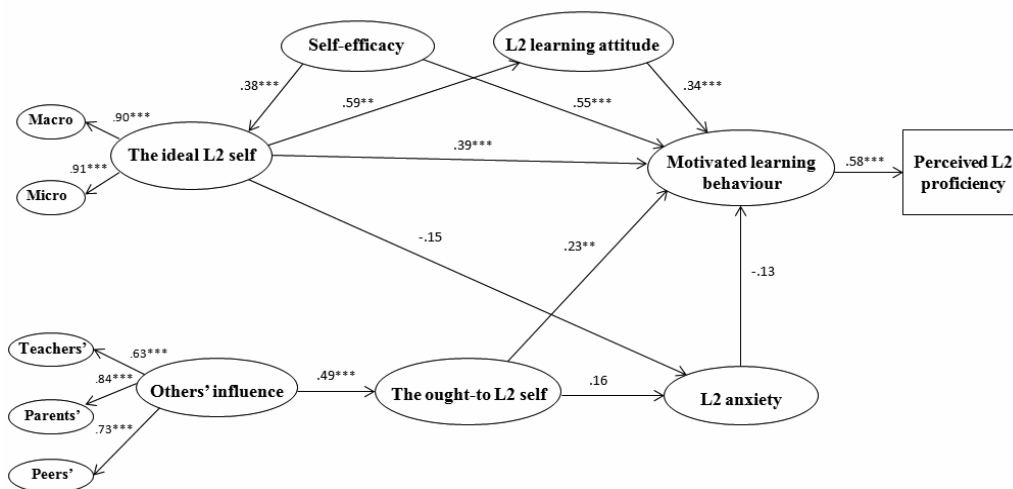 Self-efficacy
L2 learning attitude
.38***
.59**
.55***
.34***
Macro
.90***
The ideal L2 self
.39***
Motivated learning
behaviour
.58***
Perceived L2
proficiency
.91***
Micro
-.15
.23**
-.13
Teachers’
.63***
.84***
Others’ influence
.49***
The ought-to L2 self
.16
L2 anxiety
Parents’
.73***
Peers’